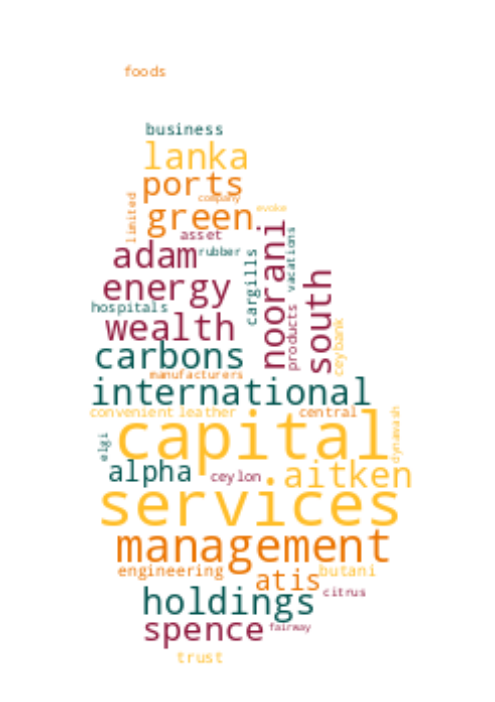 foods
business
lanka
ports
company
limited
green
evoke
asset
adam
rubber
noorani
vacations
cargills
south
energy
hospitals
products
wealth
ceybank
carbons
manufacturers
international
convenient leather
central
capital
dynawash
elgi
alpha
ceylon
aitken
services
management
engineering
atis
butani
holdings
citrus
spence
fairway
trust